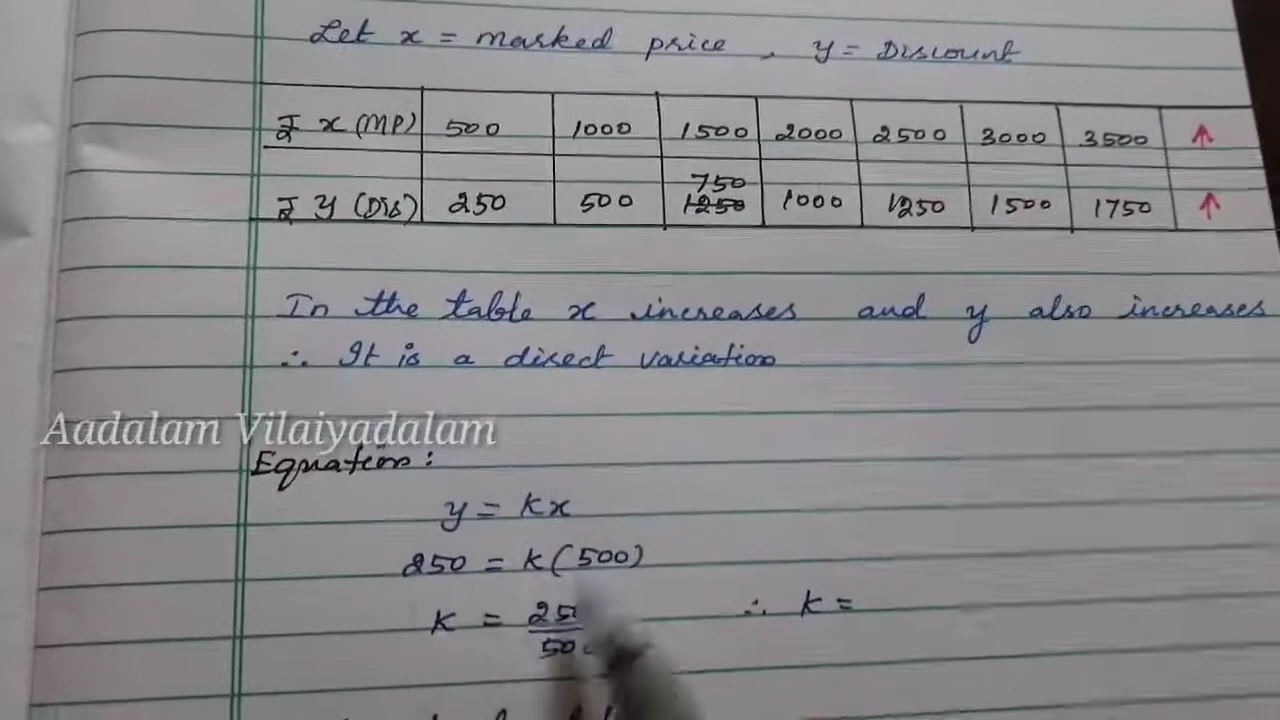 Let x = marked price, y = Discount
₹ x (MP) 500 1000 1500 2000 2500 3000 3500 ↑
750
₹ y (Dis) 250 500 1250 1000 1250 1500 1750 ↑
In the table x increases and y also increases
∴ It is a direct variation
Aadalam Vilaiyadalam
Equation:
y = kx
250 = k(500)
k = 25 ∴ k =
50